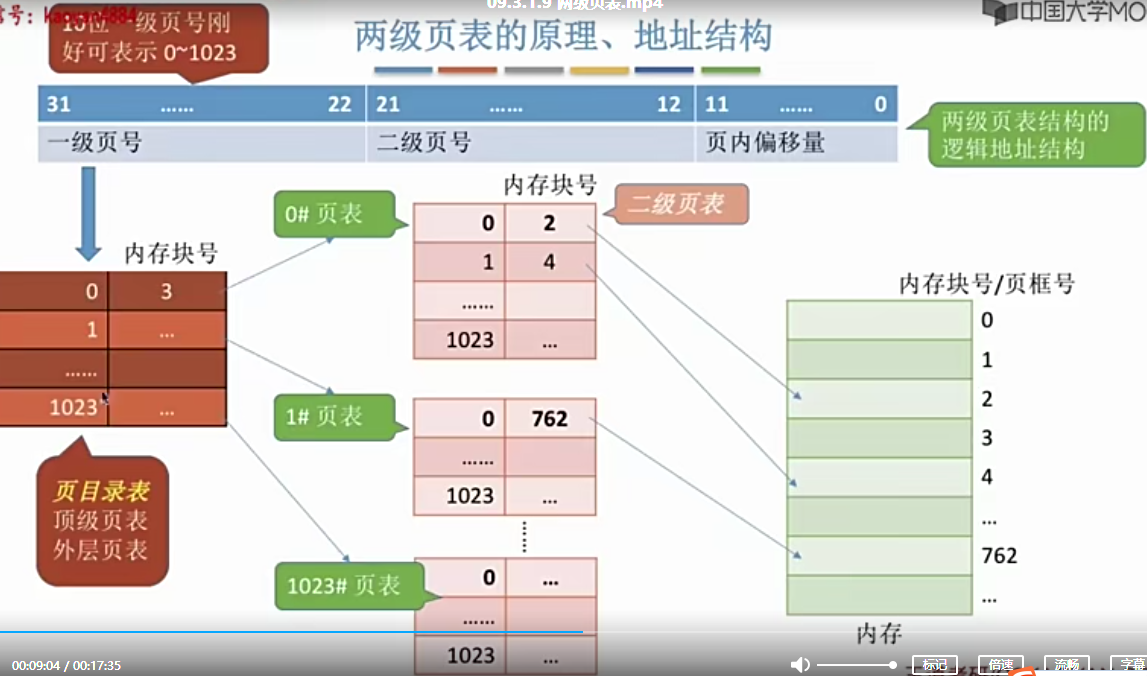 09.3.1.9 两级页表.mp4
中国大学MO
10位一级页号刚
好可表示 0~1023
两级页表的原理、地址结构
31 …… 22 21 …… 12 11 …… 0
一级页号 二级页号 页内偏移量
两级页表结构的
逻辑地址结构
内存块号
0 3
1 …
……
1023 …
页目录表
顶级页表
外层页表
内存块号
二级页表
0# 页表
0 2
1 4
……
1023 …
1# 页表
0 762
……
1023 …
1023# 页表
0 …
……
1023 …
内存块号/页框号
0
1
2
3
4
…
762
…
内存
00:09:04 / 00:17:35
标记 倍速 流畅 字幕